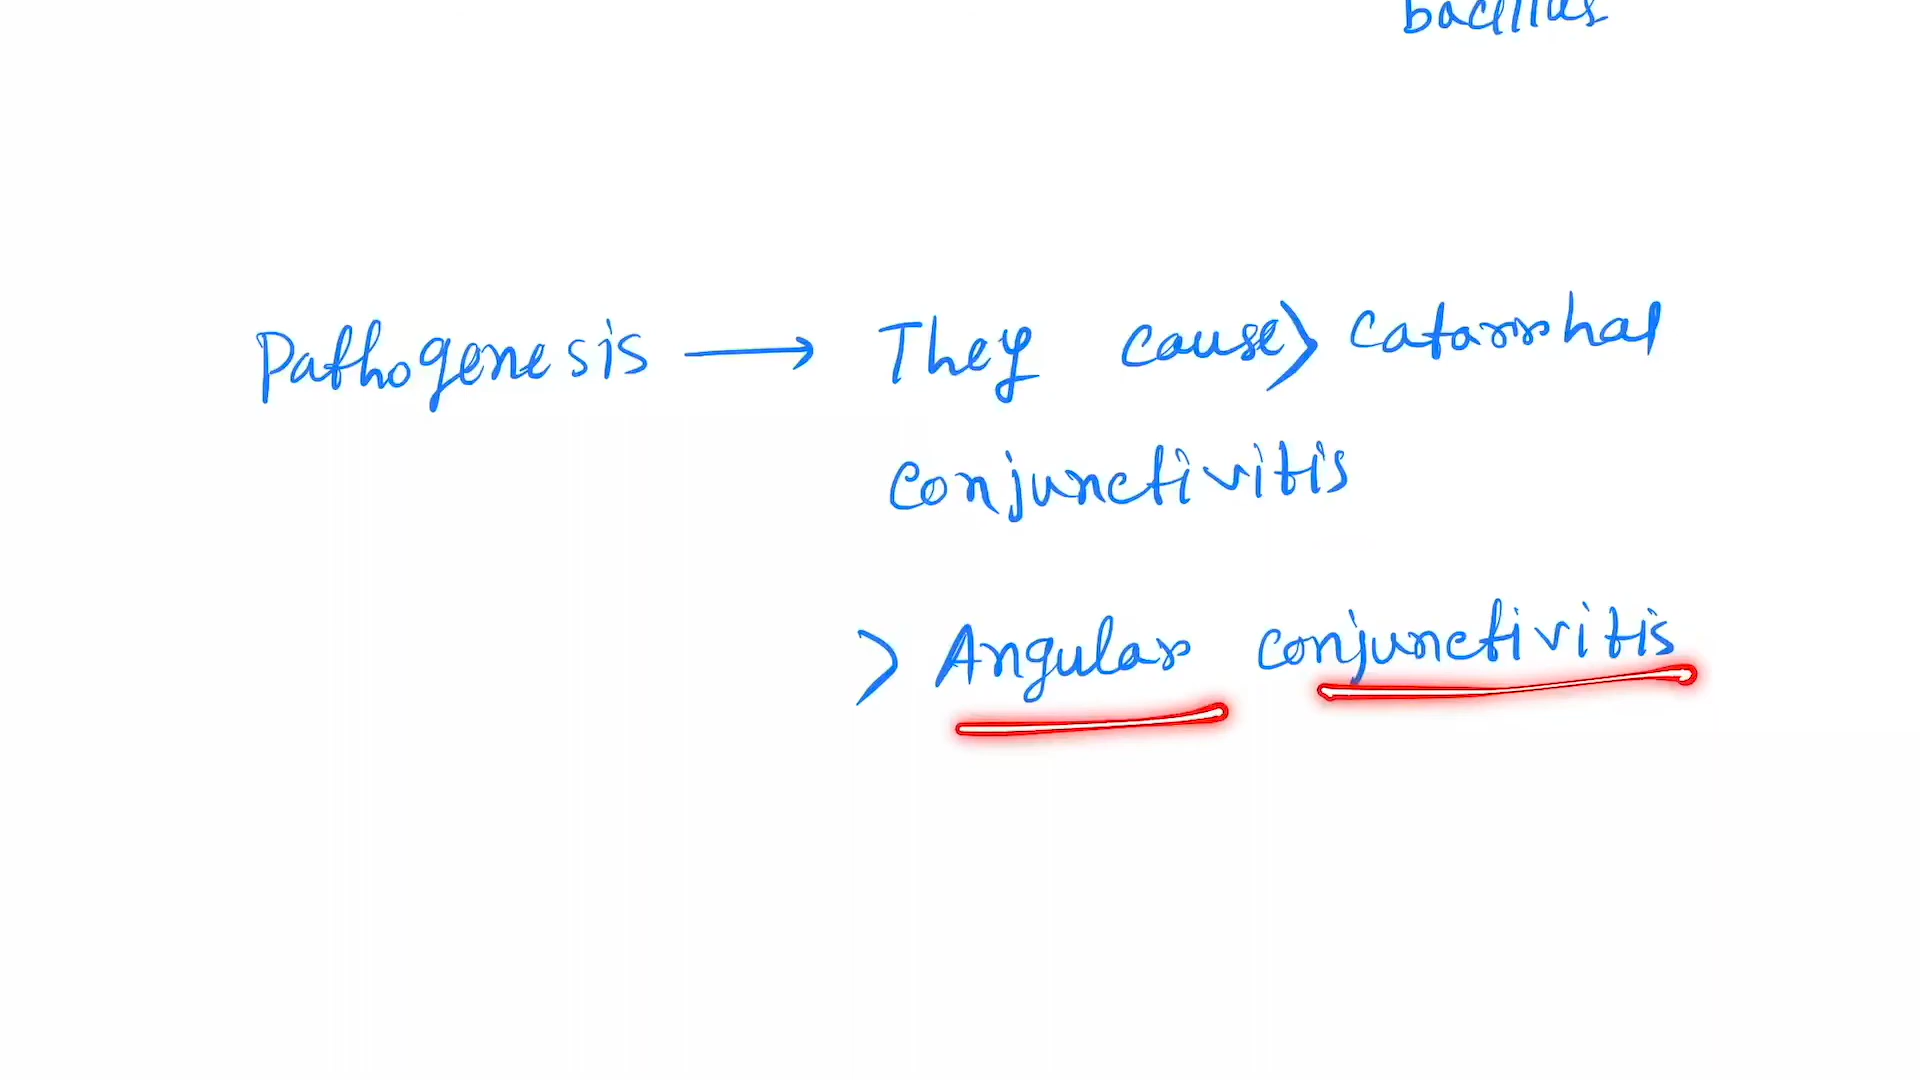 bacillus
Pathogenesis → They cause > catarrhal
conjunctivitis
> Angular conjunctivitis